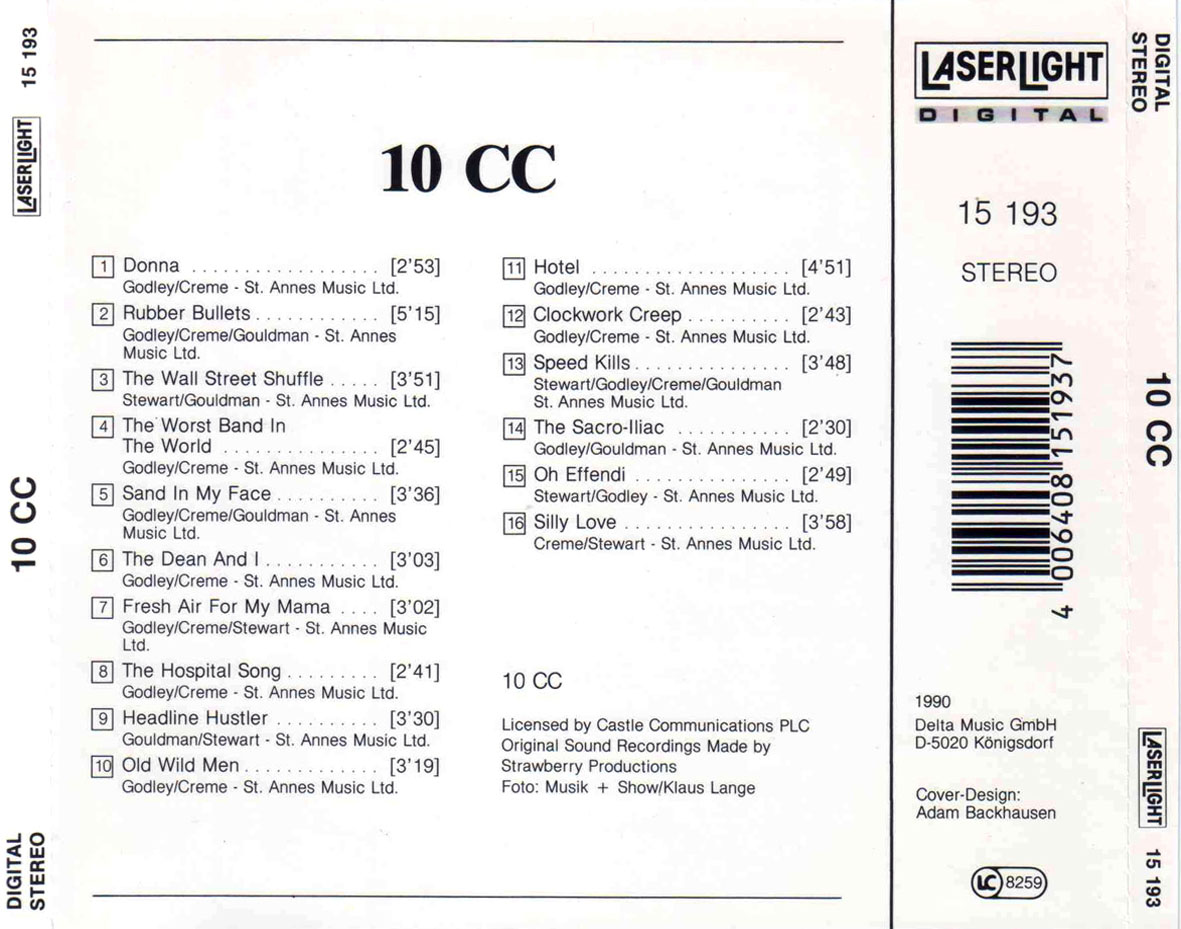 15 193
LASERLIGHT
10 CC
DIGITAL
STEREO
10 CC
1 Donna .................. [2'53]
Godley/Creme - St. Annes Music Ltd.
2 Rubber Bullets ............ [5'15]
Godley/Creme/Gouldman - St. Annes
Music Ltd.
3 The Wall Street Shuffle ..... [3'51]
Stewart/Gouldman - St. Annes Music Ltd.
4 The Worst Band In
The World ............... [2'45]
Godley/Creme - St. Annes Music Ltd.
5 Sand In My Face .......... [3'36]
Godley/Creme/Gouldman - St. Annes
Music Ltd.
6 The Dean And I ........... [3'03]
Godley/Creme - St. Annes Music Ltd.
7 Fresh Air For My Mama .... [3'02]
Godley/Creme/Stewart - St. Annes Music
Ltd.
8 The Hospital Song ......... [2'41]
Godley/Creme - St. Annes Music Ltd.
9 Headline Hustler .......... [3'30]
Gouldman/Stewart - St. Annes Music Ltd.
10 Old Wild Men ............. [3'19]
Godley/Creme - St. Annes Music Ltd.
11 Hotel ................... [4'51]
Godley/Creme - St. Annes Music Ltd.
12 Clockwork Creep .......... [2'43]
Godley/Creme - St. Annes Music Ltd.
13 Speed Kills ............... [3'48]
Stewart/Godley/Creme/Gouldman
St. Annes Music Ltd.
14 The Sacro-Iliac ........... [2'30]
Godley/Gouldman - St. Annes Music Ltd.
15 Oh Effendi ............... [2'49]
Stewart/Godley - St. Annes Music Ltd.
16 Silly Love ................ [3'58]
Creme/Stewart - St. Annes Music Ltd.
10 CC
Licensed by Castle Communications PLC
Original Sound Recordings Made by
Strawberry Productions
Foto: Musik + Show/Klaus Lange
LASERLIGHT
DIGITAL
15 193
STEREO
4 006408 151937
1990
Delta Music GmbH
D-5020 Königsdorf
Cover-Design:
Adam Backhausen
LC 8259
DIGITAL
STEREO
10 CC
LASERLIGHT
15 193